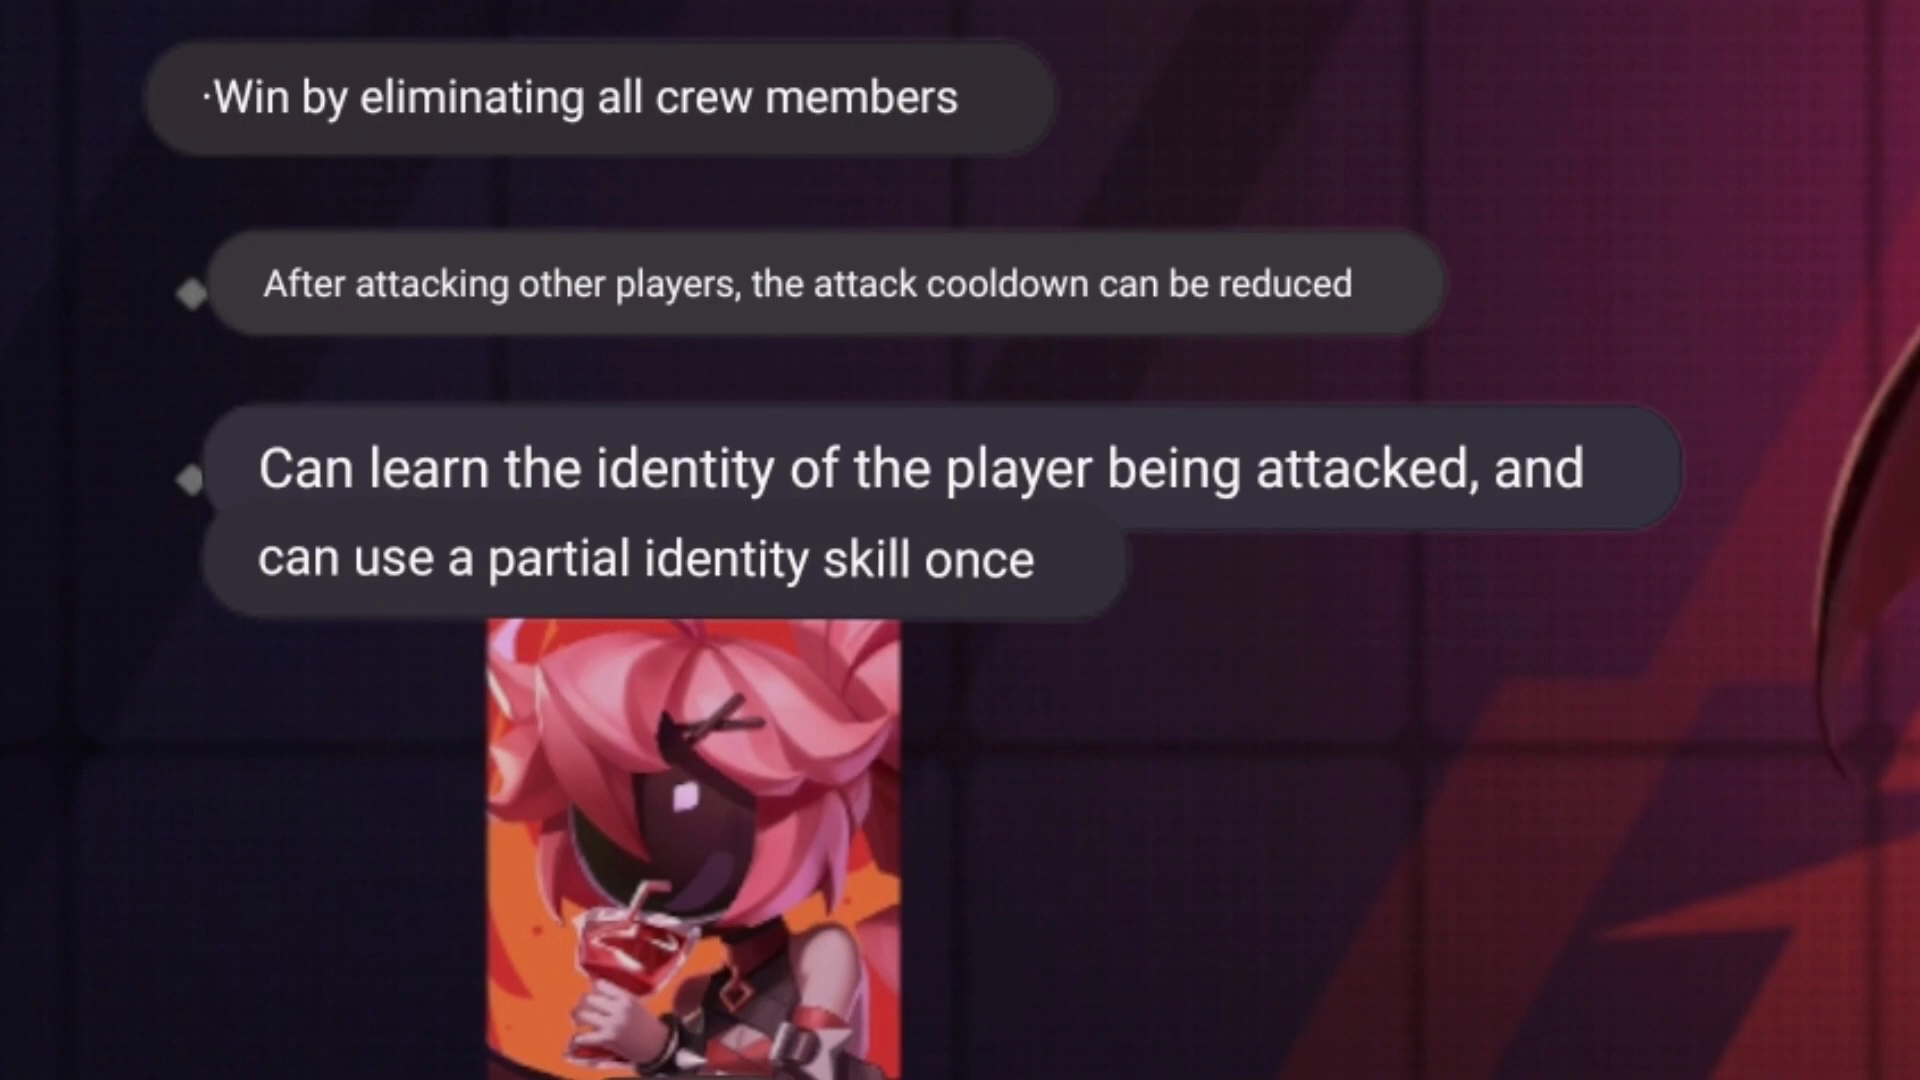 ·Win by eliminating all crew members
After attacking other players, the attack cooldown can be reduced
Can learn the identity of the player being attacked, and
can use a partial identity skill once